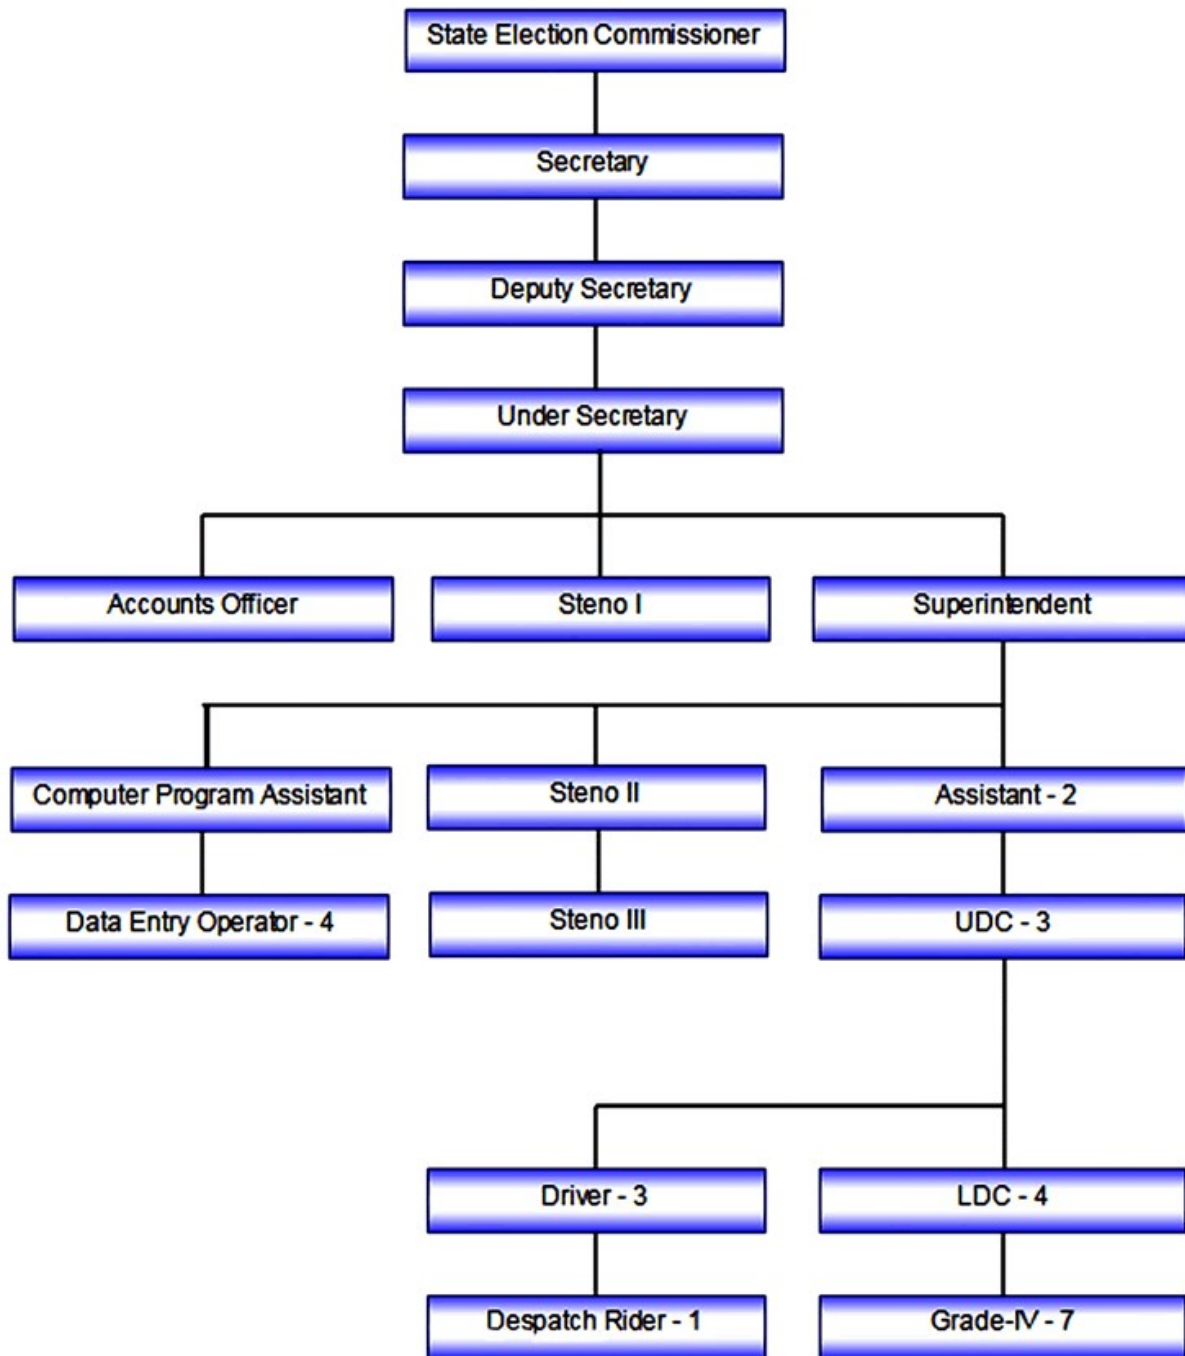 State Election Commissioner
Secretary
Deputy Secretary
Under Secretary
Accounts Officer
Steno I
Superintendent
Computer Program Assistant
Steno II
Assistant - 2
Data Entry Operator - 4
Steno III
UDC - 3
Driver - 3
LDC - 4
Despatch Rider - 1
Grade-IV - 7